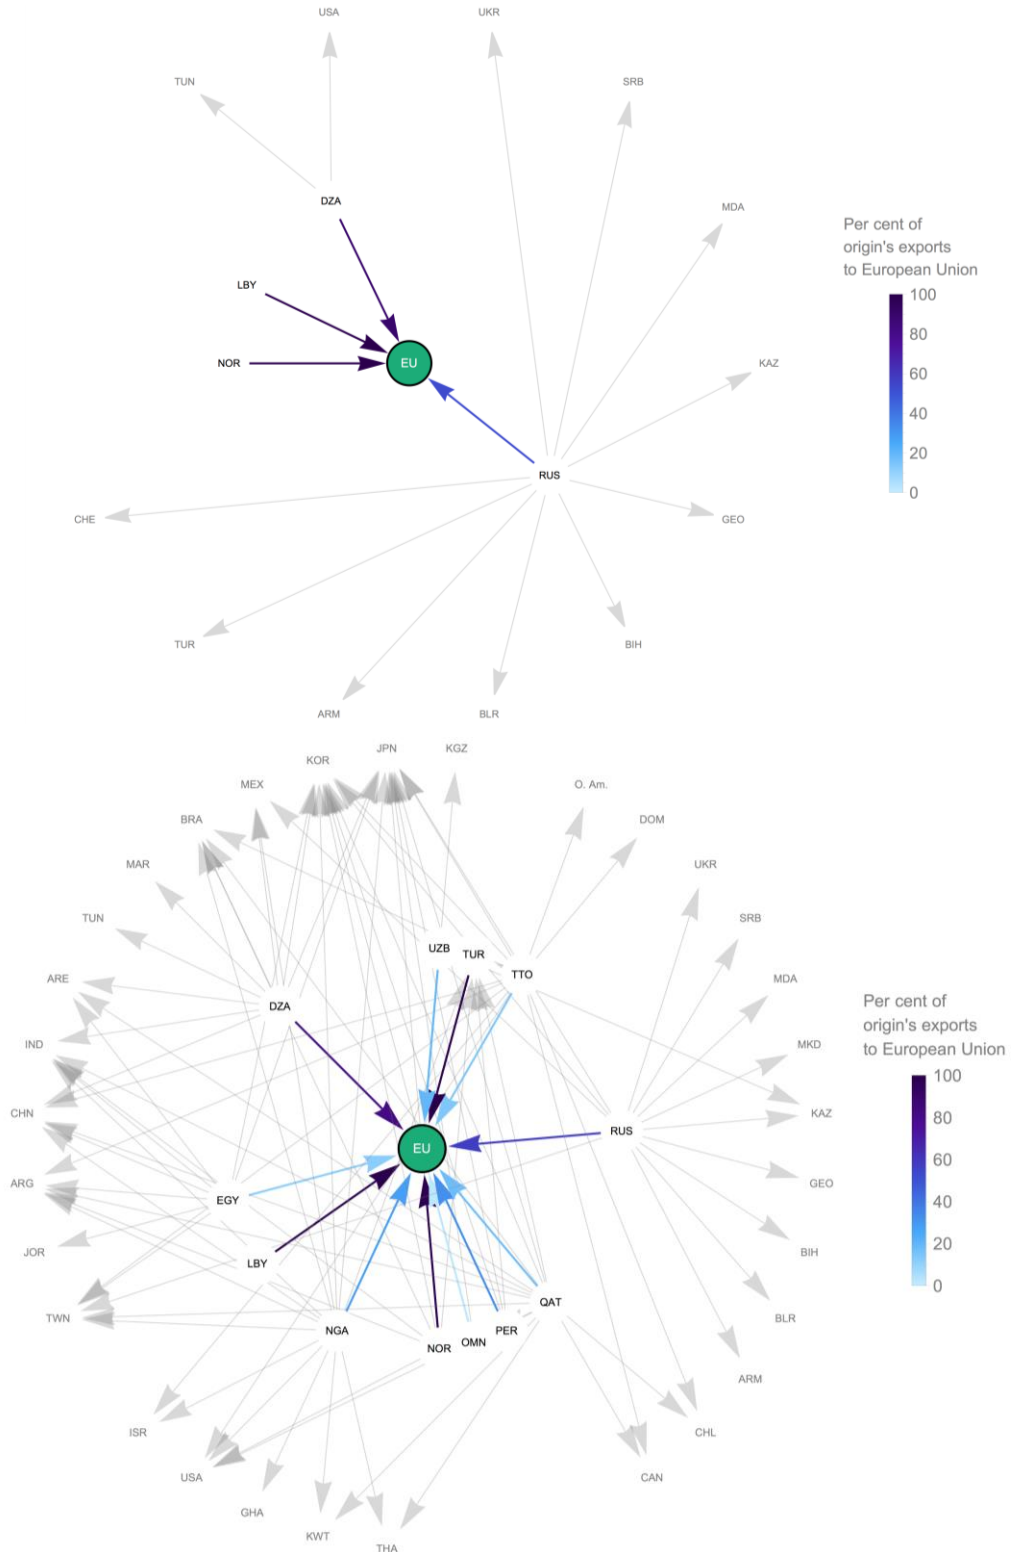 USA
UKR
TUN
SRB
DZA
MDA
Per cent of
origin's exports
to European Union
LBY
100
80
NOR
EU
KAZ
60
40
20
RUS
0
CHE
GEO
TUR
BIH
ARM
BLR
JPN
KGZ
KOR
MEX
O. Am.
BRA
DOM
MAR
UKR
TUN
SRB
UZB
TUR
TTO
ARE
MDA
DZA
Per cent of
origin's exports
to European Union
IND
MKD
100
CHN
KAZ
80
RUS
EU
60
ARG
GEO
EGY
40
JOR
BIH
LBY
20
0
QAT
TWN
BLR
NGA
PER
OMN
NOR
ARM
ISR
CHL
USA
CAN
GHA
KWT
THA